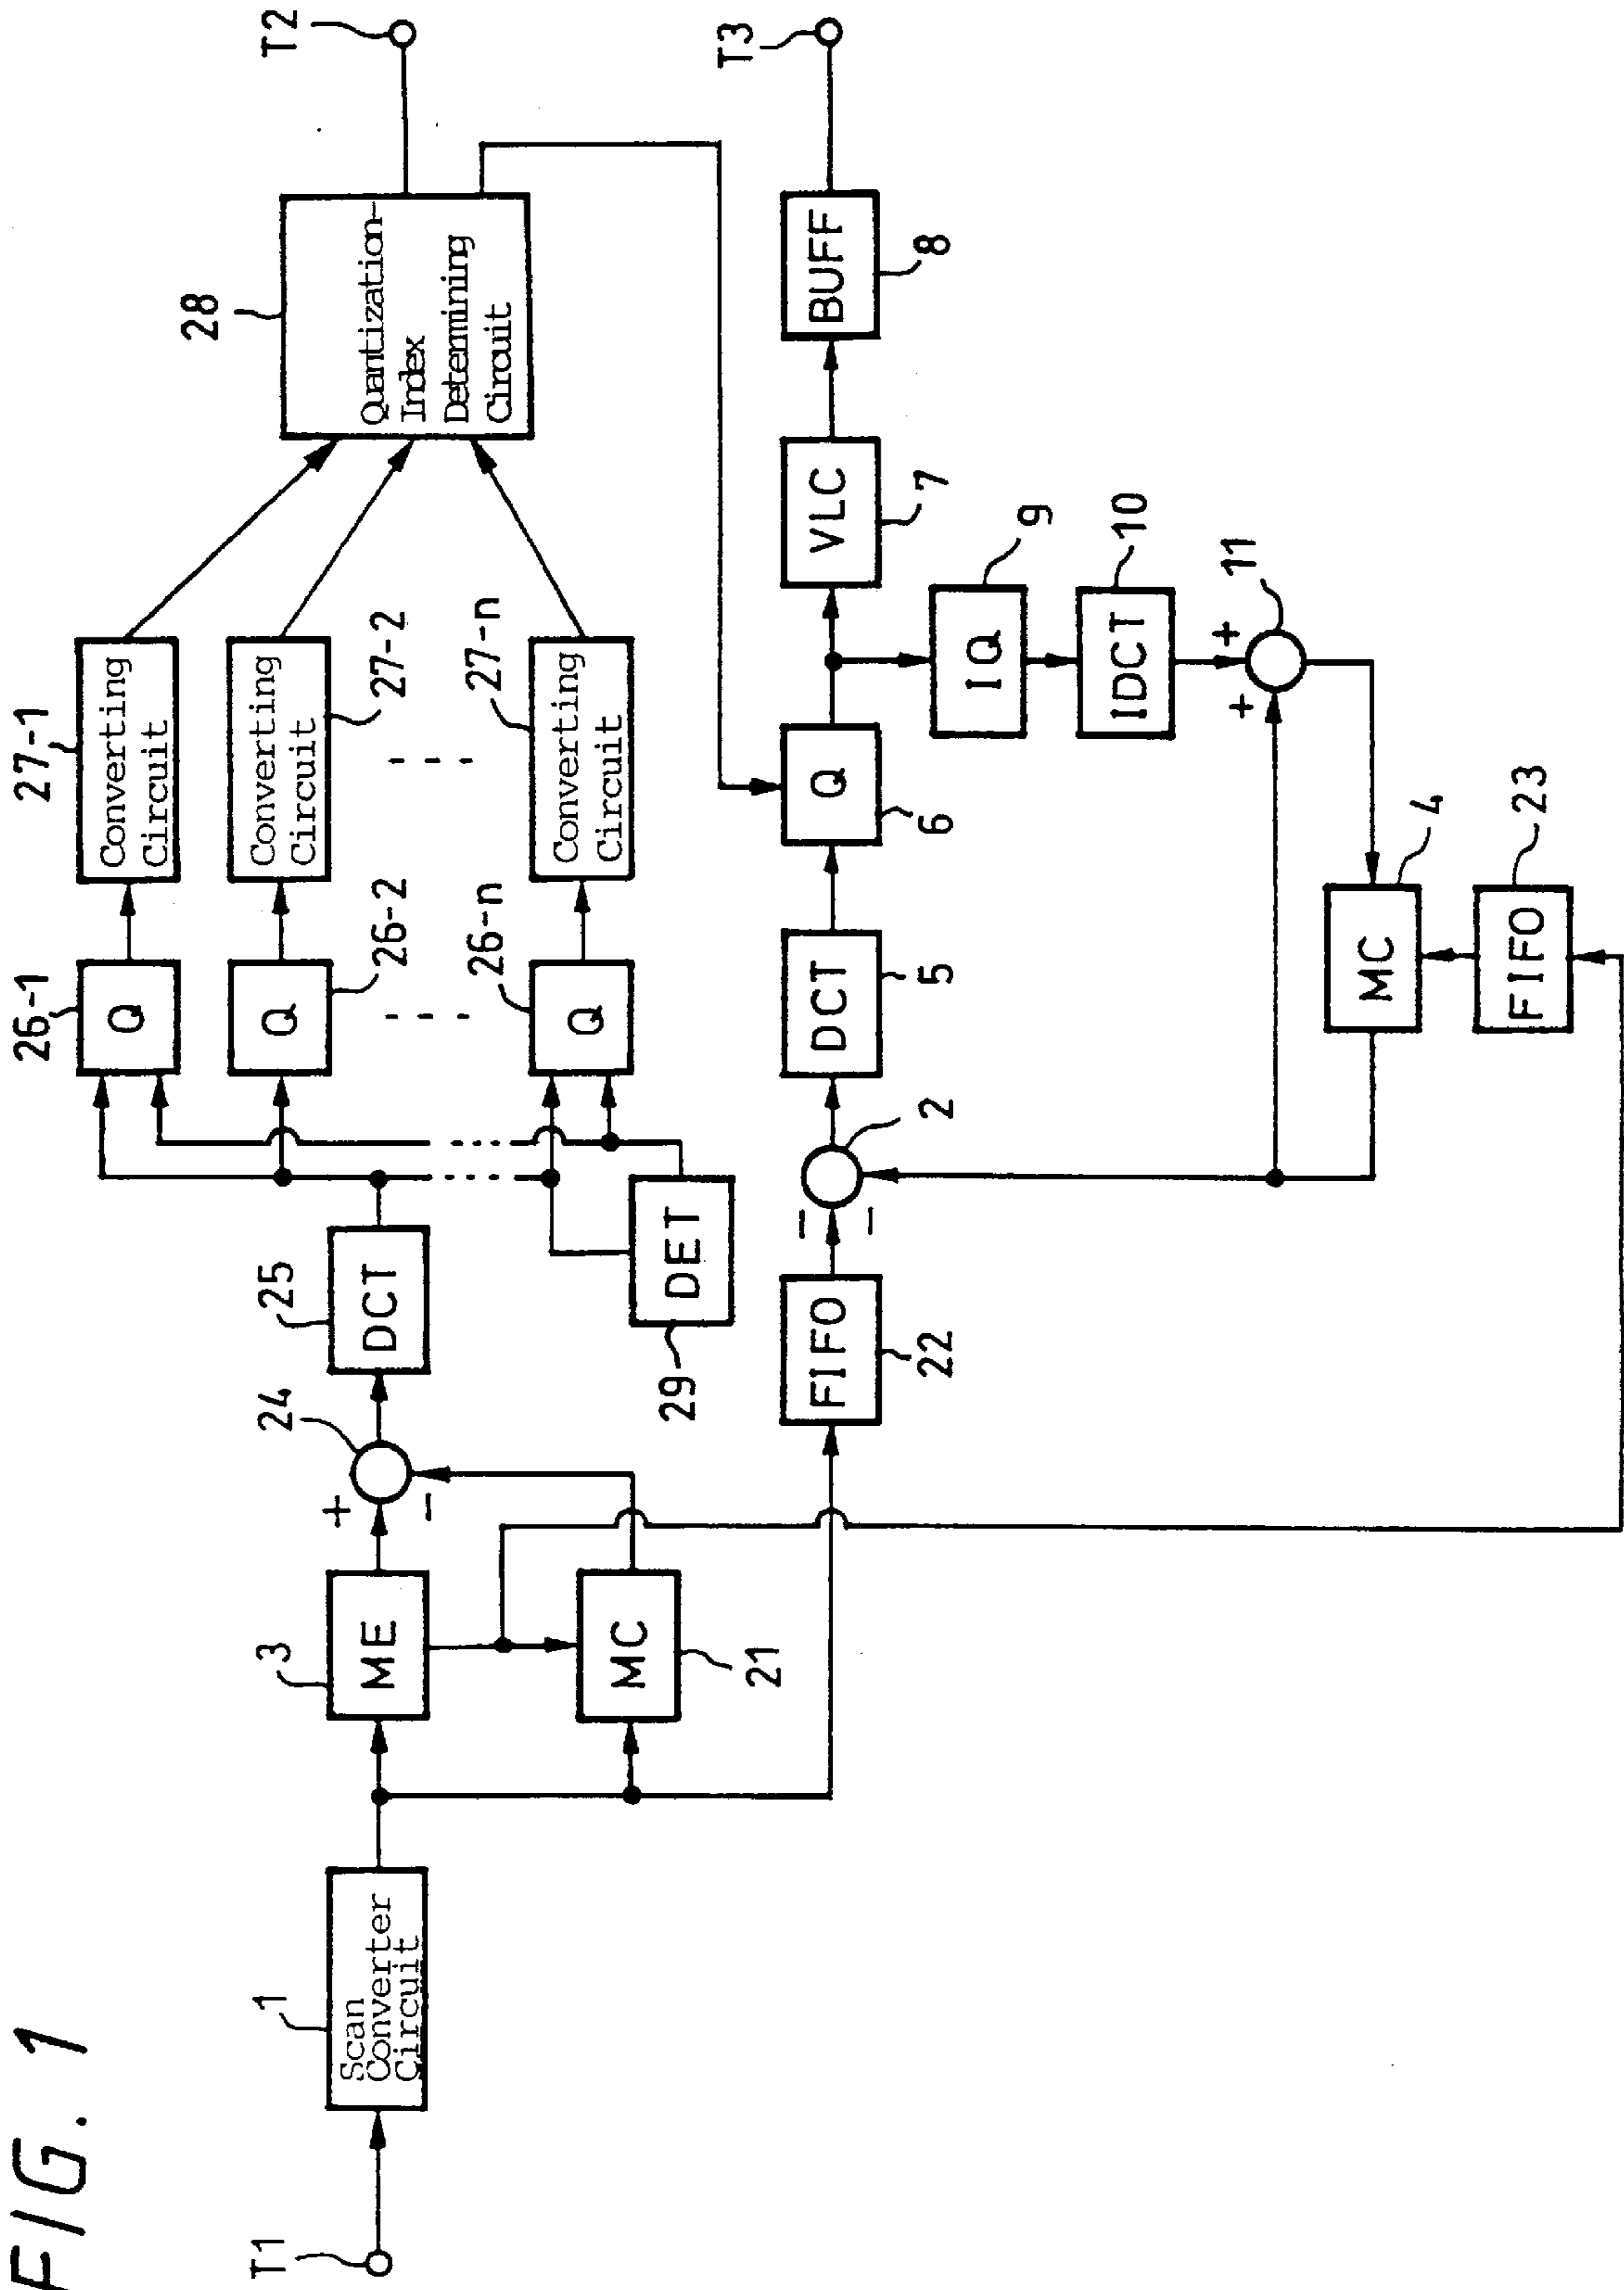 FIG. 1
T1
1
Scan
Converter
Circuit
3
ME
MC
21
+
-
24
25
DCT
DET
29
26-1
Q
26-2
Q
26-n
Q
27-1
Converting
Circuit
27-2
Converting
Circuit
27-n
Converting
Circuit
28
Quantization-
Index
Determining
Circuit
T2
FIFO
22
-
-
2
DCT
5
Q
6
VLC
7
BUFF
8
T3
IQ
9
IDCT
10
+
+
11
MC
4
FIFO
23